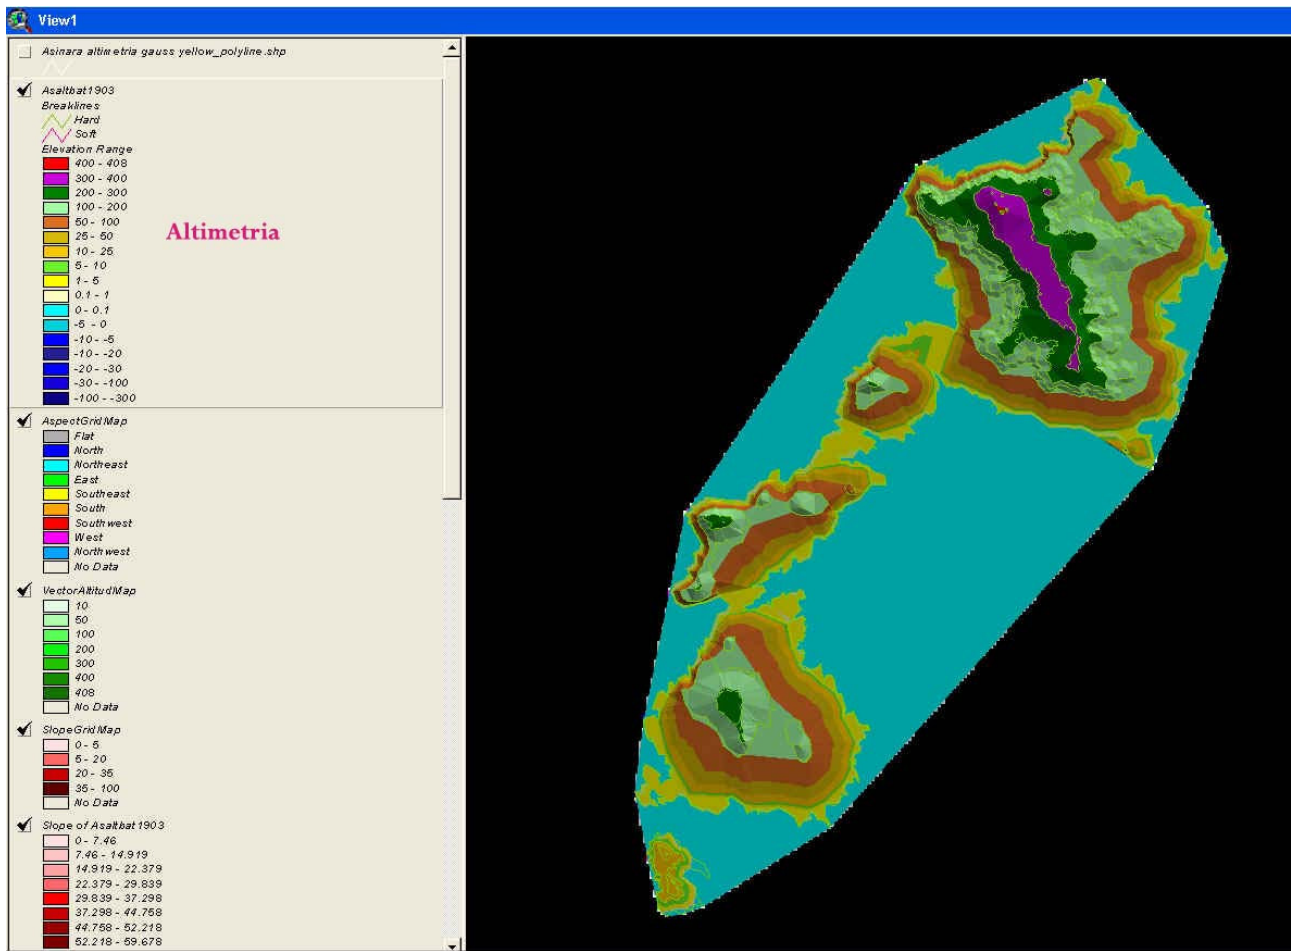 View1
Asinara altimetria gauss yellow_polyline.shp
Asaltbat1903
Breaklines
Hard
Soft
Elevation Range
400 - 408
300 - 400
200 - 300
100 - 200
50 - 100
25 - 50
10 - 25
5 - 10
1 - 5
0.1 - 1
0 - 0.1
-5 - 0
-10 - -5
-10 - -20
-20 - -30
-30 - -100
-100 - -300
Altimetria
AspectGridMap
Flat
North
Northeast
East
Southeast
South
Southwest
West
Northwest
No Data
VectorAltitudMap
10
50
100
200
300
400
408
No Data
SlopeGridMap
0 - 5
5 - 20
20 - 35
35 - 100
No Data
Slope of Asaltbat1903
0 - 7.46
7.46 - 14.919
14.919 - 22.379
22.379 - 29.839
29.839 - 37.298
37.298 - 44.758
44.758 - 52.218
52.218 - 59.678